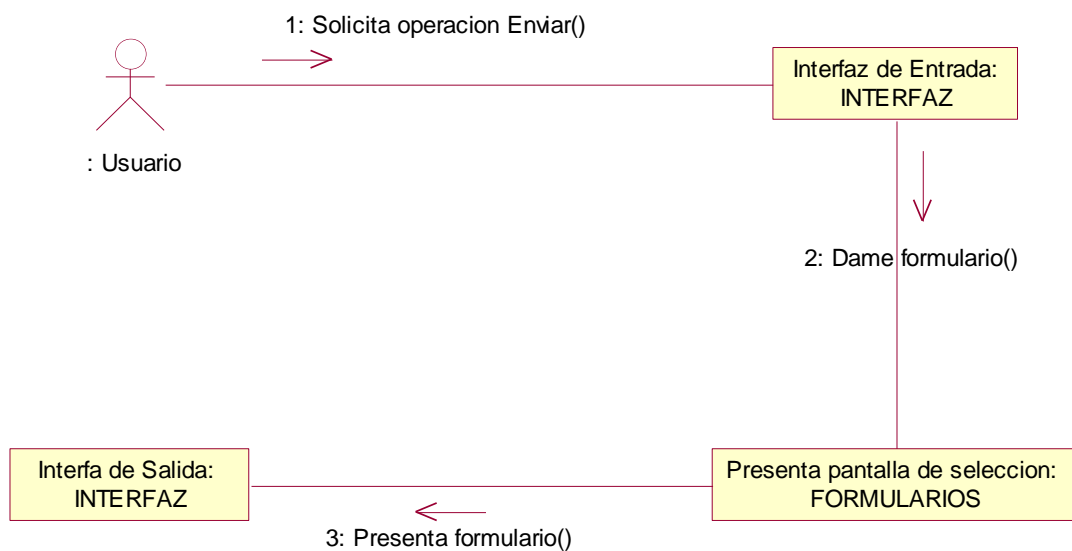 1: Solicita operacion Enviar()
Interfaz de Entrada:
INTERFAZ
: Usuario
2: Dame formulario()
Interfa de Salida:
INTERFAZ
Presenta pantalla de seleccion:
FORMULARIOS
3: Presenta formulario()